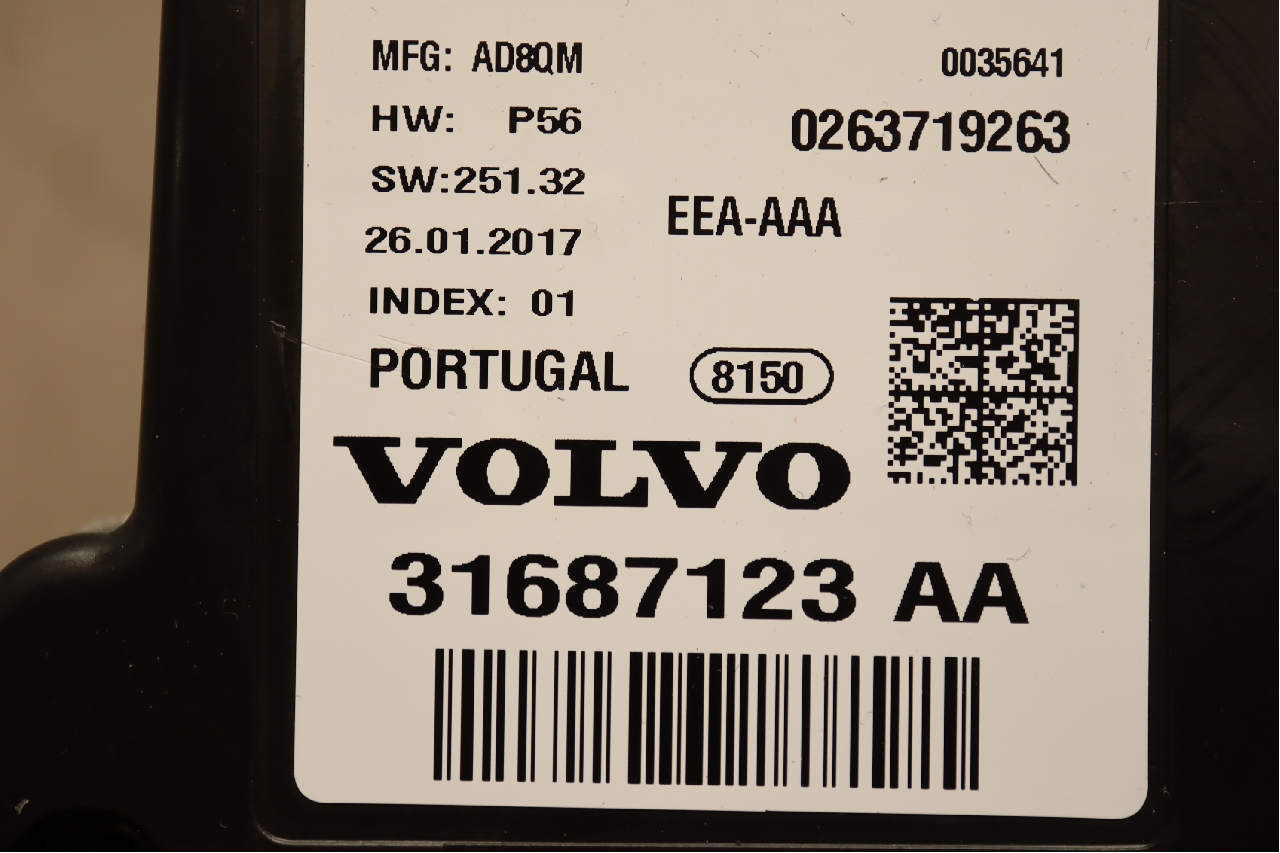 MFG: AD8QM
0035641
HW: P56
0263719263
SW:251.32
EEA-AAA
26.01.2017
INDEX: 01
PORTUGAL
8150
VOLVO
31687123 AA